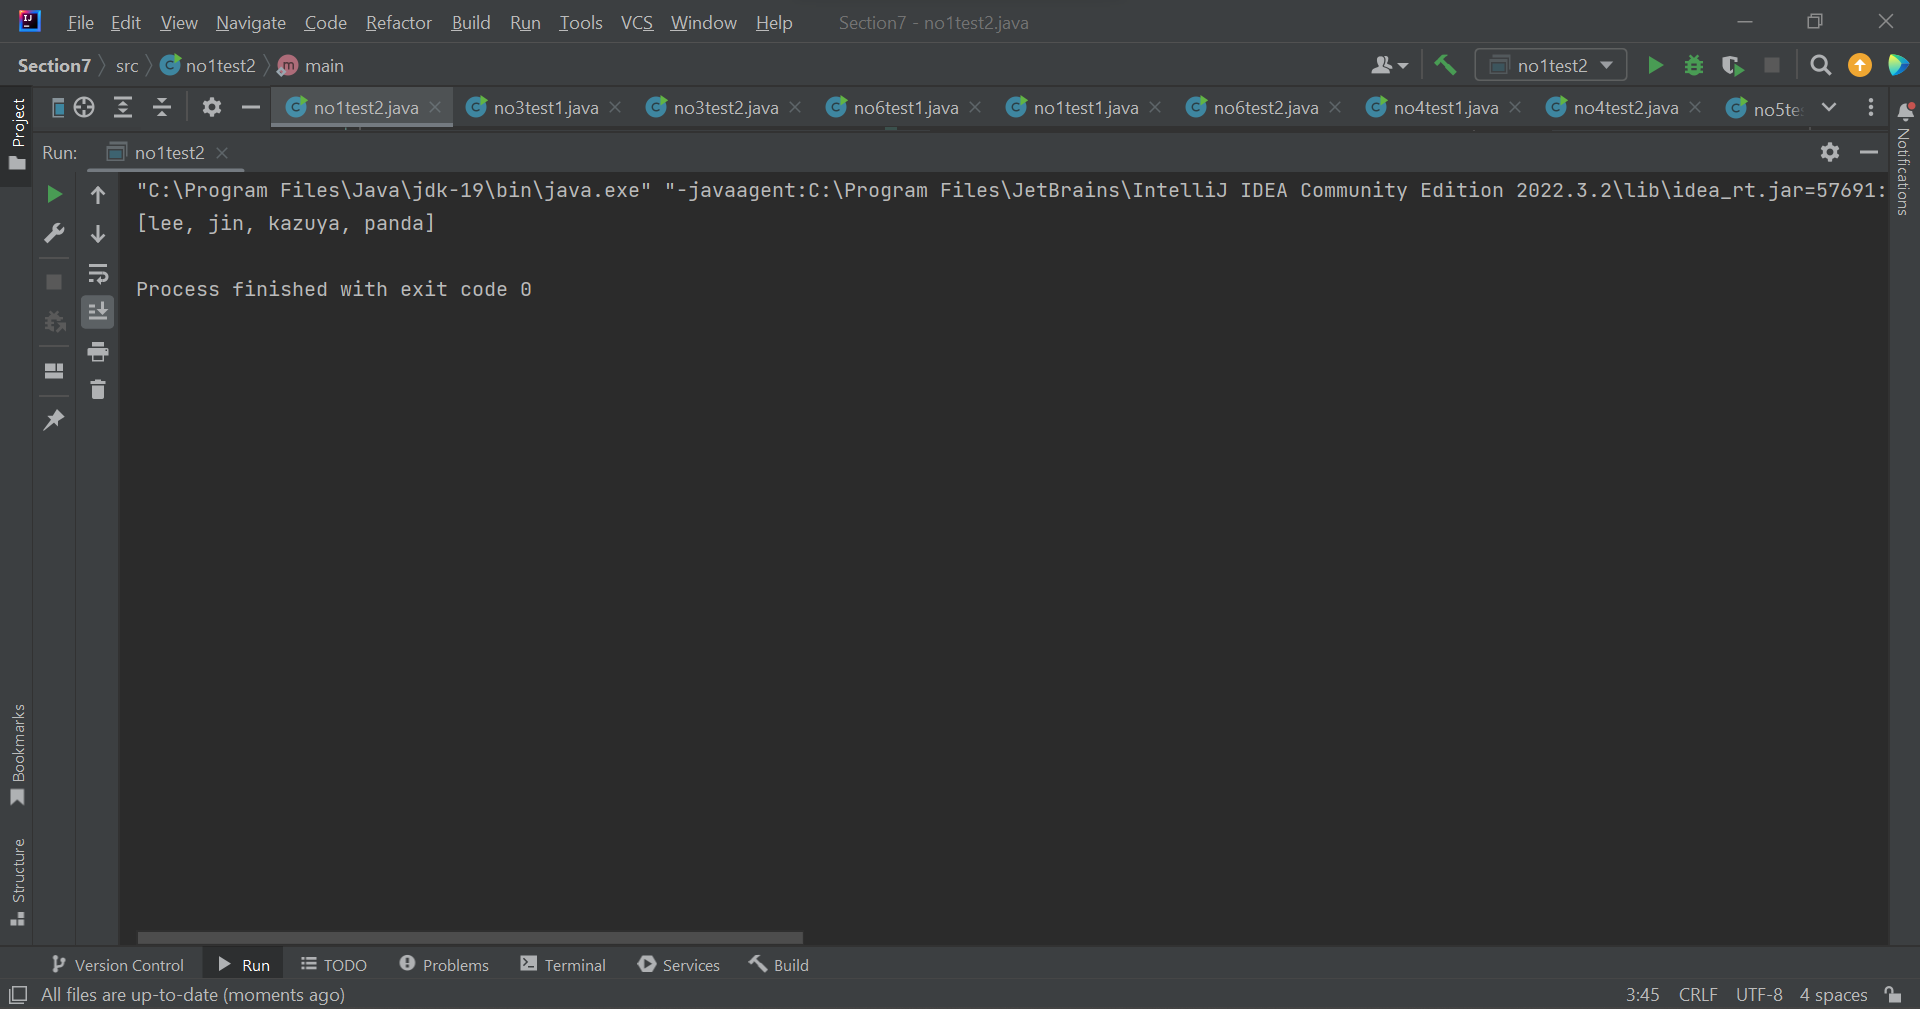 File Edit View Navigate Code Refactor Build Run Tools VCS Window Help Section7 - no1test2.java
Section7 src no1test2 main no1test2
Project
no1test2.java no3test1.java no3test2.java no6test1.java no1test1.java no6test2.java no4test1.java no4test2.java no5te
Run: no1test2
Notifications
"C:\Program Files\Java\jdk-19\bin\java.exe" "-javaagent:C:\Program Files\JetBrains\IntelliJ IDEA Community Edition 2022.3.2\lib\idea_rt.jar=57691:
[lee, jin, kazuya, panda]
Process finished with exit code 0
Bookmarks
Structure
Version Control Run TODO Problems Terminal Services Build
All files are up-to-date (moments ago) 3:45 CRLF UTF-8 4 spaces